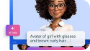 Avatar of girl with glasses
and brown curly hair